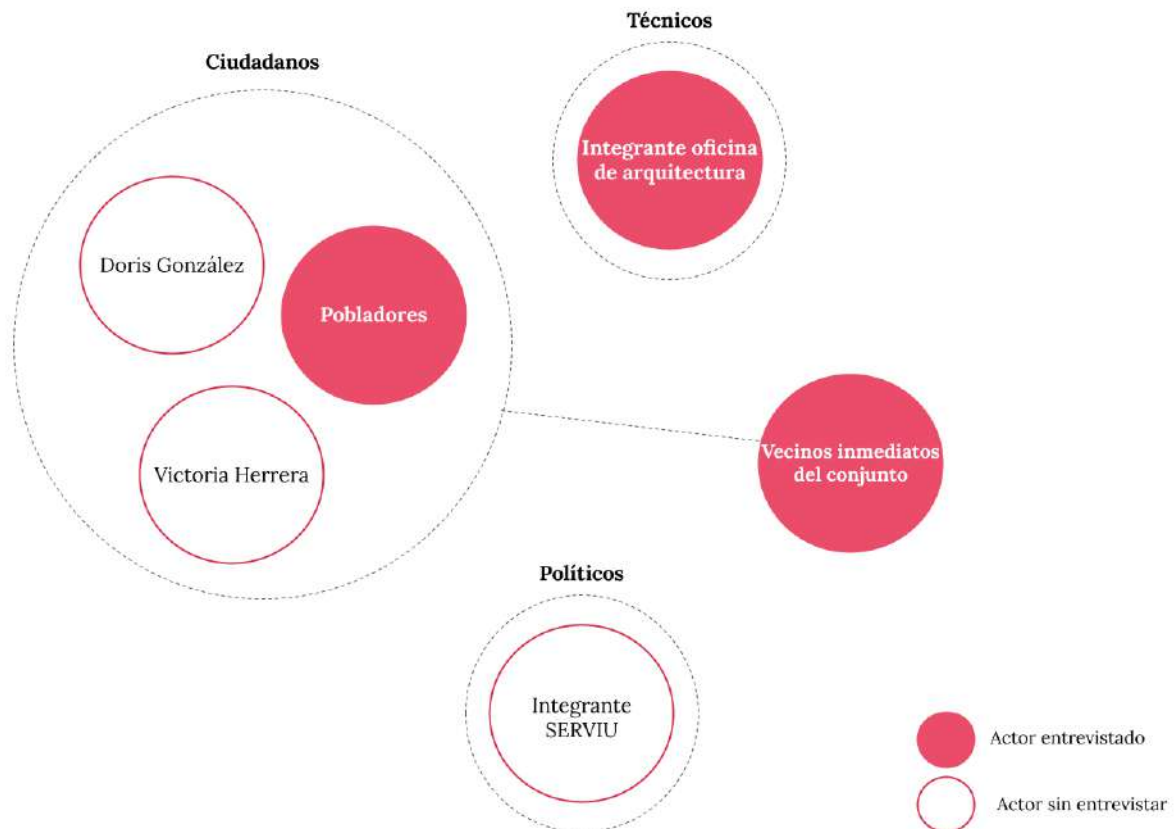 Técnicos
Ciudadanos
Integrante oficina
de arquitectura
Doris González
Pobladores
Vecinos inmediatos
del conjunto
Victoria Herrera
Políticos
Integrante
SERVIU
Actor entrevistado
Actor sin entrevistar